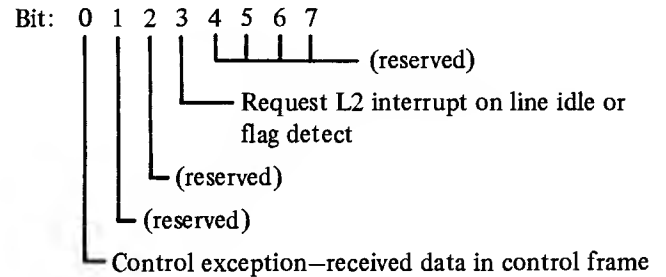 Bit: 0 1 2 3 4 5 6 7
(reserved)
Request L2 interrupt on line idle or
flag detect
(reserved)
(reserved)
Control exception—received data in control frame